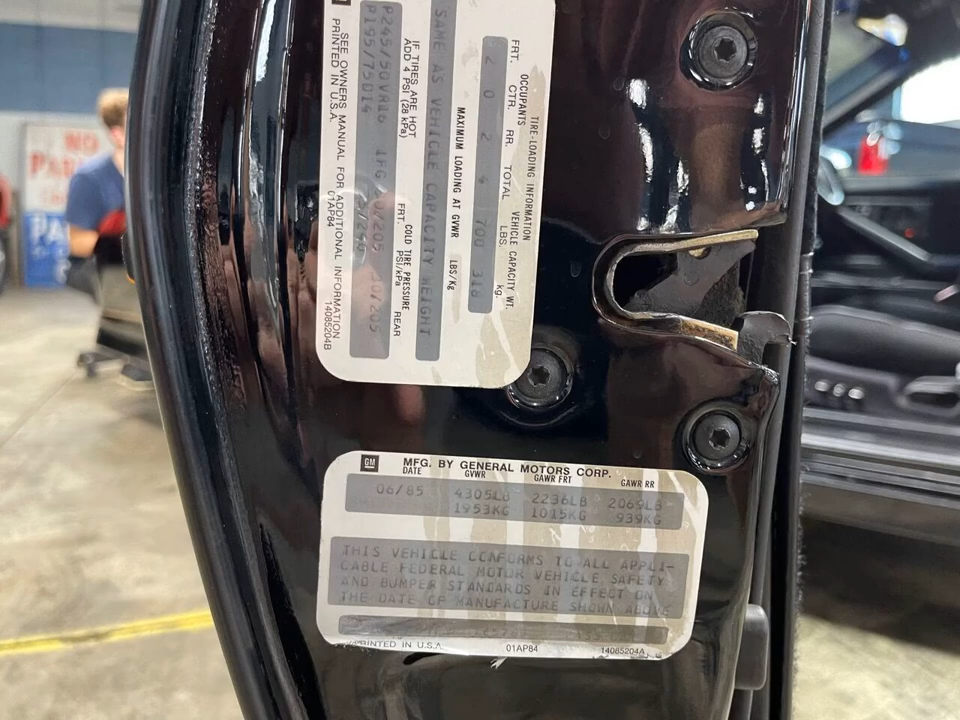 TIRE-LOADING INFORMATION
OCCUPANTS VEHICLE CAPACITY WT.
FRT. CTR. RR. TOTAL LBS. kg.
2 0 2 4 700 318
MAXIMUM LOADING AT GVWR LBS/Kg
SAME AS VEHICLE CAPACITY WEIGHT
IF TIRES ARE HOT
ADD 4 PSI (28 kPa)
COLD TIRE PRESSURE
FRT. PSI/kPa REAR
P245/50VR16
P195/75D14
SEE OWNERS MANUAL FOR ADDITIONAL INFORMATION
PRINTED IN U.S.A. 01AP84 14085204B
GM MFG. BY GENERAL MOTORS CORP.
DATE GVWR GAWR FRT GAWR RR
06/85 4305LB 2236LB 2069LB
1953KG 1015KG 939KG
THIS VEHICLE CONFORMS TO ALL APPLI-
CABLE FEDERAL MOTOR VEHICLE SAFETY
AND BUMPER STANDARDS IN EFFECT ON
THE DATE OF MANUFACTURE SHOWN ABOVE
PRINTED IN U.S.A. 01AP84 14085204A
NO